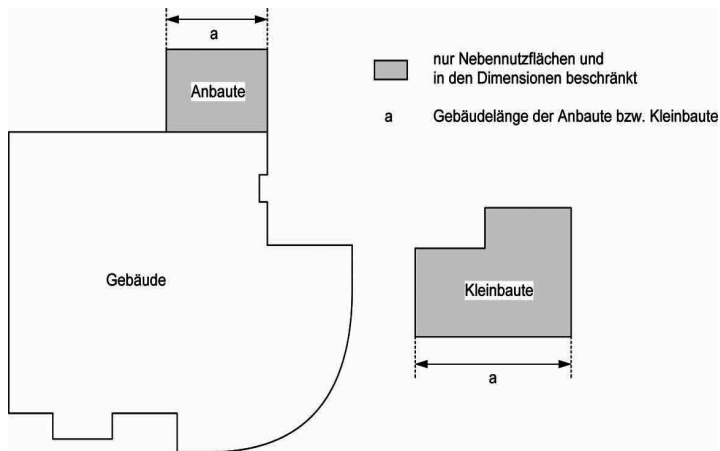 a
Anbaute
nur Nebennutzflächen und
in den Dimensionen beschränkt
a Gebäudelänge der Anbaute bzw. Kleinbaute
Gebäude
Kleinbaute
a